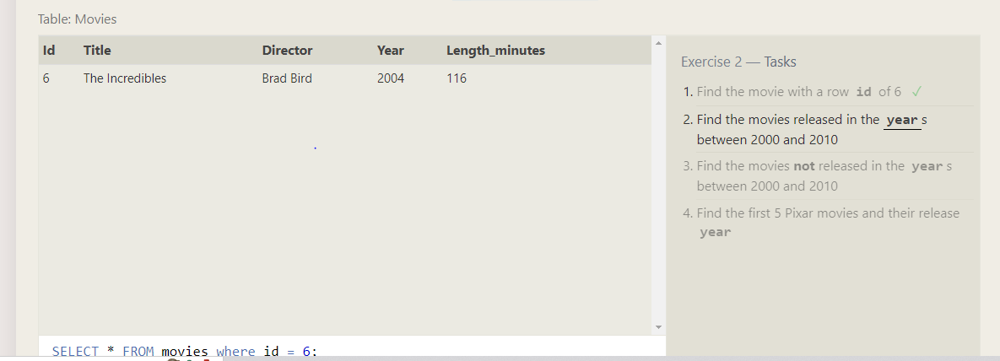 Table: Movies
Id Title Director Year Length_minutes
6 The Incredibles Brad Bird 2004 116
SELECT * FROM movies where id = 6;
Exercise 2 — Tasks
1. Find the movie with a row id of 6 ✓
2. Find the movies released in the year s
between 2000 and 2010
3. Find the movies not released in the year s
between 2000 and 2010
4. Find the first 5 Pixar movies and their release
year